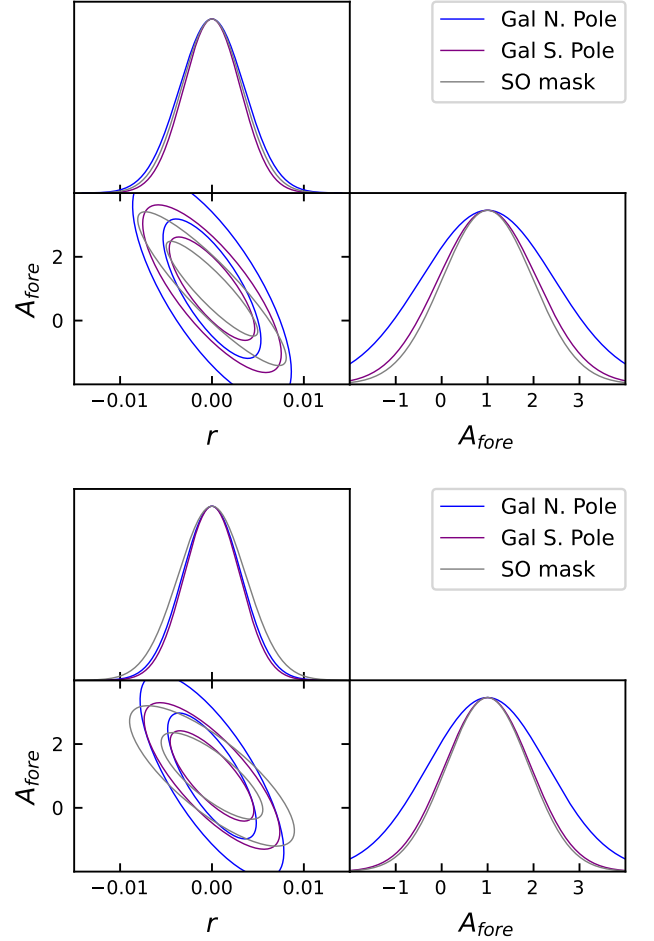 Gal N. Pole
Gal S. Pole
SO mask
2
0
A_fore
−0.01 0.00 0.01
r
−1 0 1 2 3
A_fore
Gal N. Pole
Gal S. Pole
SO mask
2
0
A_fore
−0.01 0.00 0.01
r
−1 0 1 2 3
A_fore